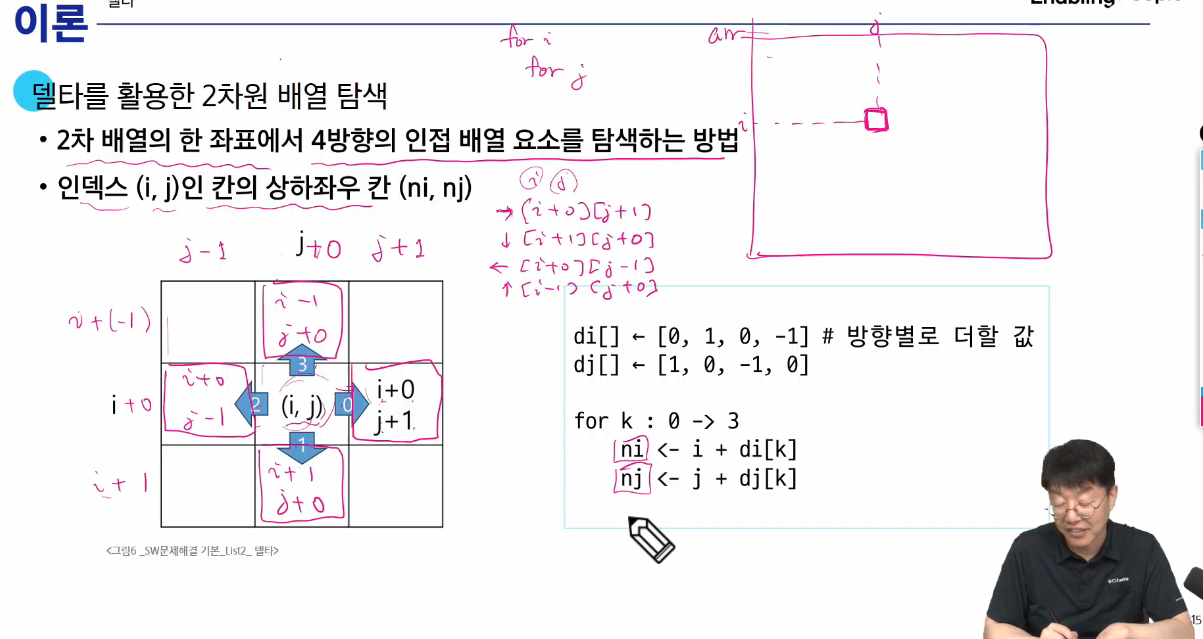 델타
이론
델타를 활용한 2차원 배열 탐색
• 2차 배열의 한 좌표에서 4방향의 인접 배열 요소를 탐색하는 방법
• 인덱스 (i, j)인 칸의 상하좌우 칸 (ni, nj)
for i
for j
arr
j
i
i j
→ [i+0][j+1]
↓ [i+1][j+0]
← [i+0][j-1]
↑ [i-1][j+0]
j-1 j+0 j+1
i+(-1)
i-1
j+0
3
i+0
i+0
j-1
2
(i, j)
0
i+0
j+1
1
i+1
i+1
j+0
<그림6 _SW문제해결 기본_List2_ 델타>
di[] ← [0, 1, 0, -1] # 방향별로 더할 값
dj[] ← [1, 0, -1, 0]
for k : 0 -> 3
ni <- i + di[k]
nj <- j + dj[k]
Columbia
15